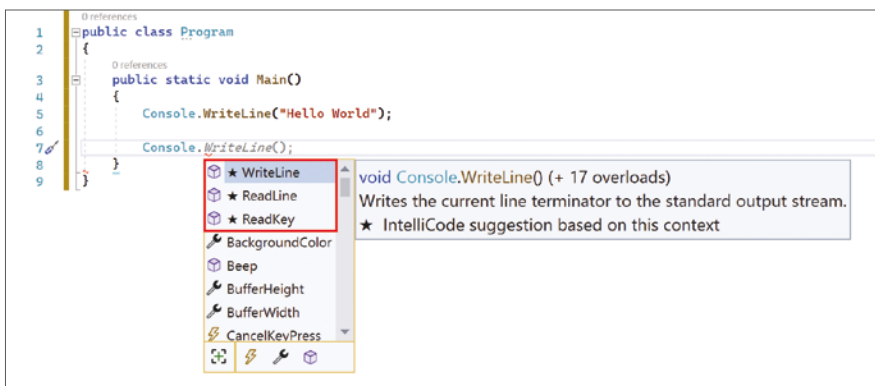 0 references
1 public class Program
2 {
0 references
3 public static void Main()
4 {
5 Console.WriteLine("Hello World");
6
7 Console.WriteLine();
8 }
9 }
★ WriteLine
★ ReadLine
★ ReadKey
BackgroundColor
Beep
BufferHeight
BufferWidth
CancelKeyPress
void Console.WriteLine() (+ 17 overloads)
Writes the current line terminator to the standard output stream.
★ IntelliCode suggestion based on this context